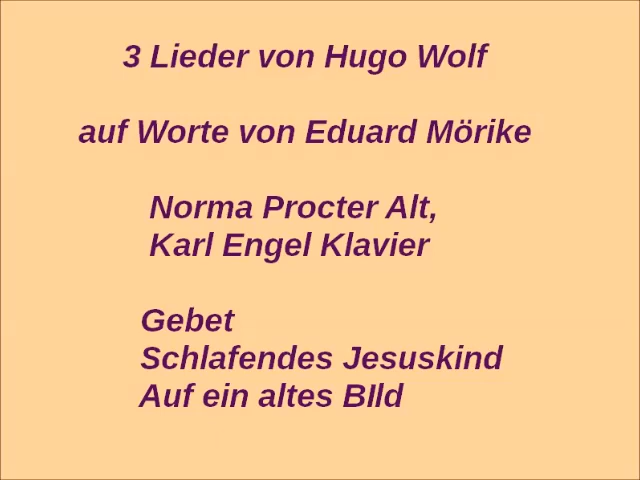 3 Lieder von Hugo Wolf
auf Worte von Eduard Mörike
Norma Procter Alt,
Karl Engel Klavier
Gebet
Schlafendes Jesuskind
Auf ein altes BIld